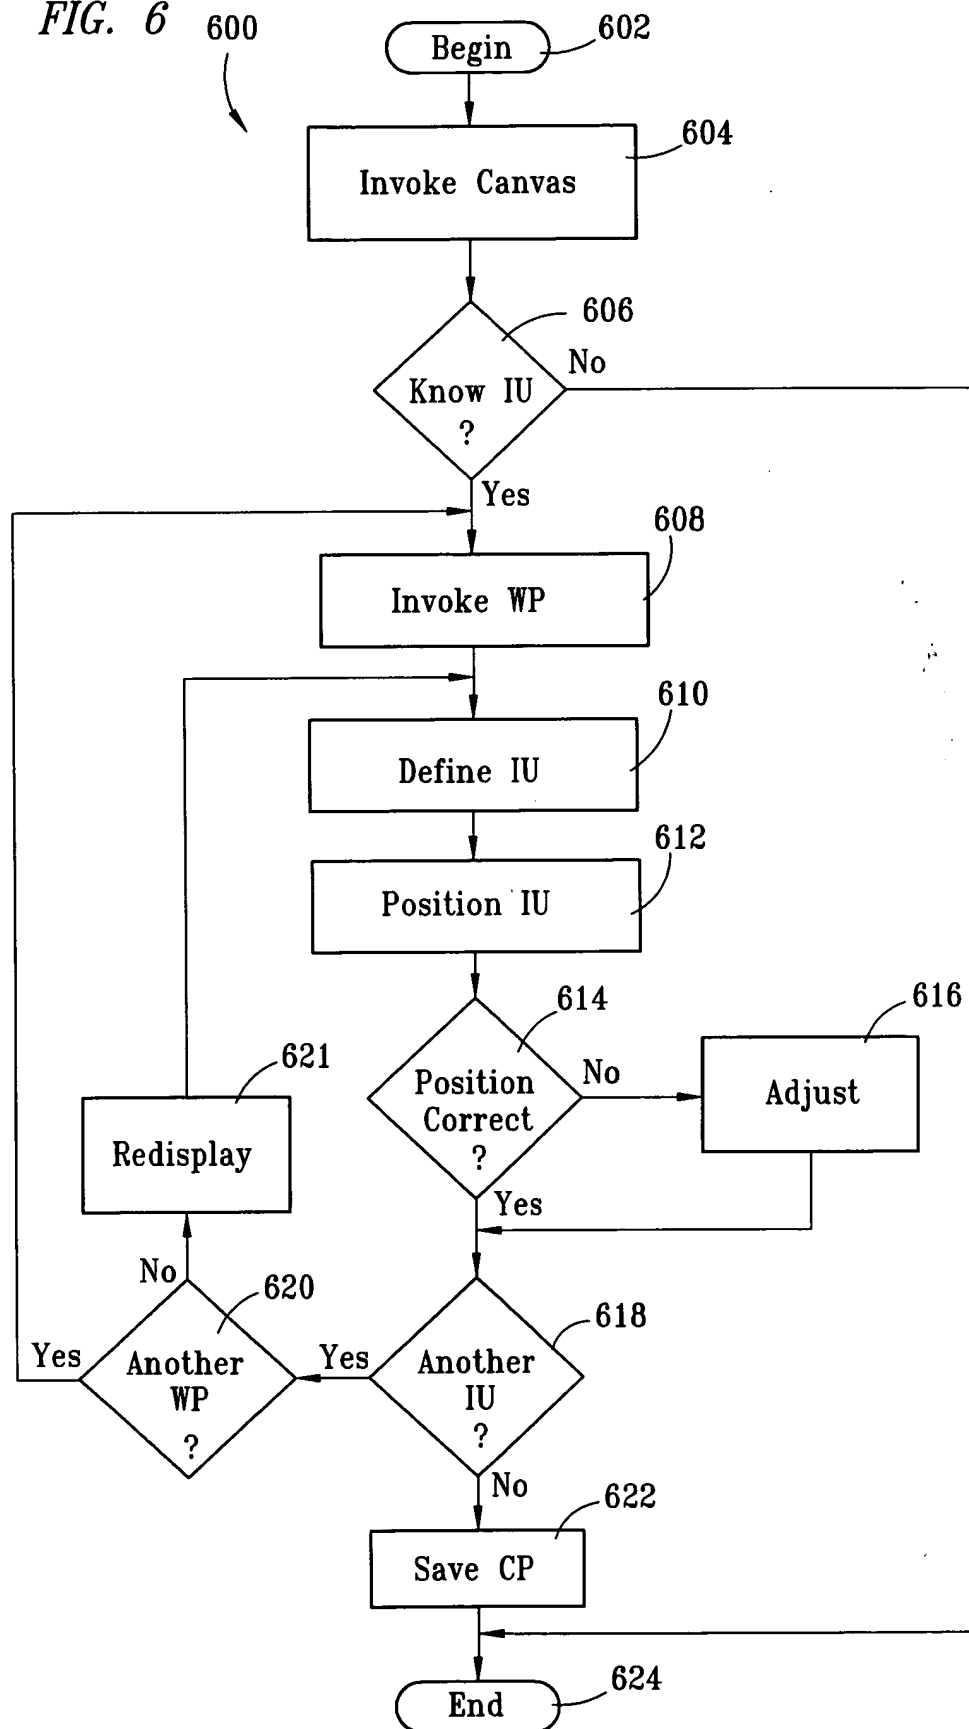 FIG. 6
600
Begin
602
Invoke Canvas
604
606
Know IU
?
No
Yes
608
Invoke WP
610
Define IU
612
Position IU
614
Position
Correct
?
No
616
Adjust
621
Redisplay
Yes
No
620
Another
WP
?
Yes
Yes
618
Another
IU
?
No
622
Save CP
End
624